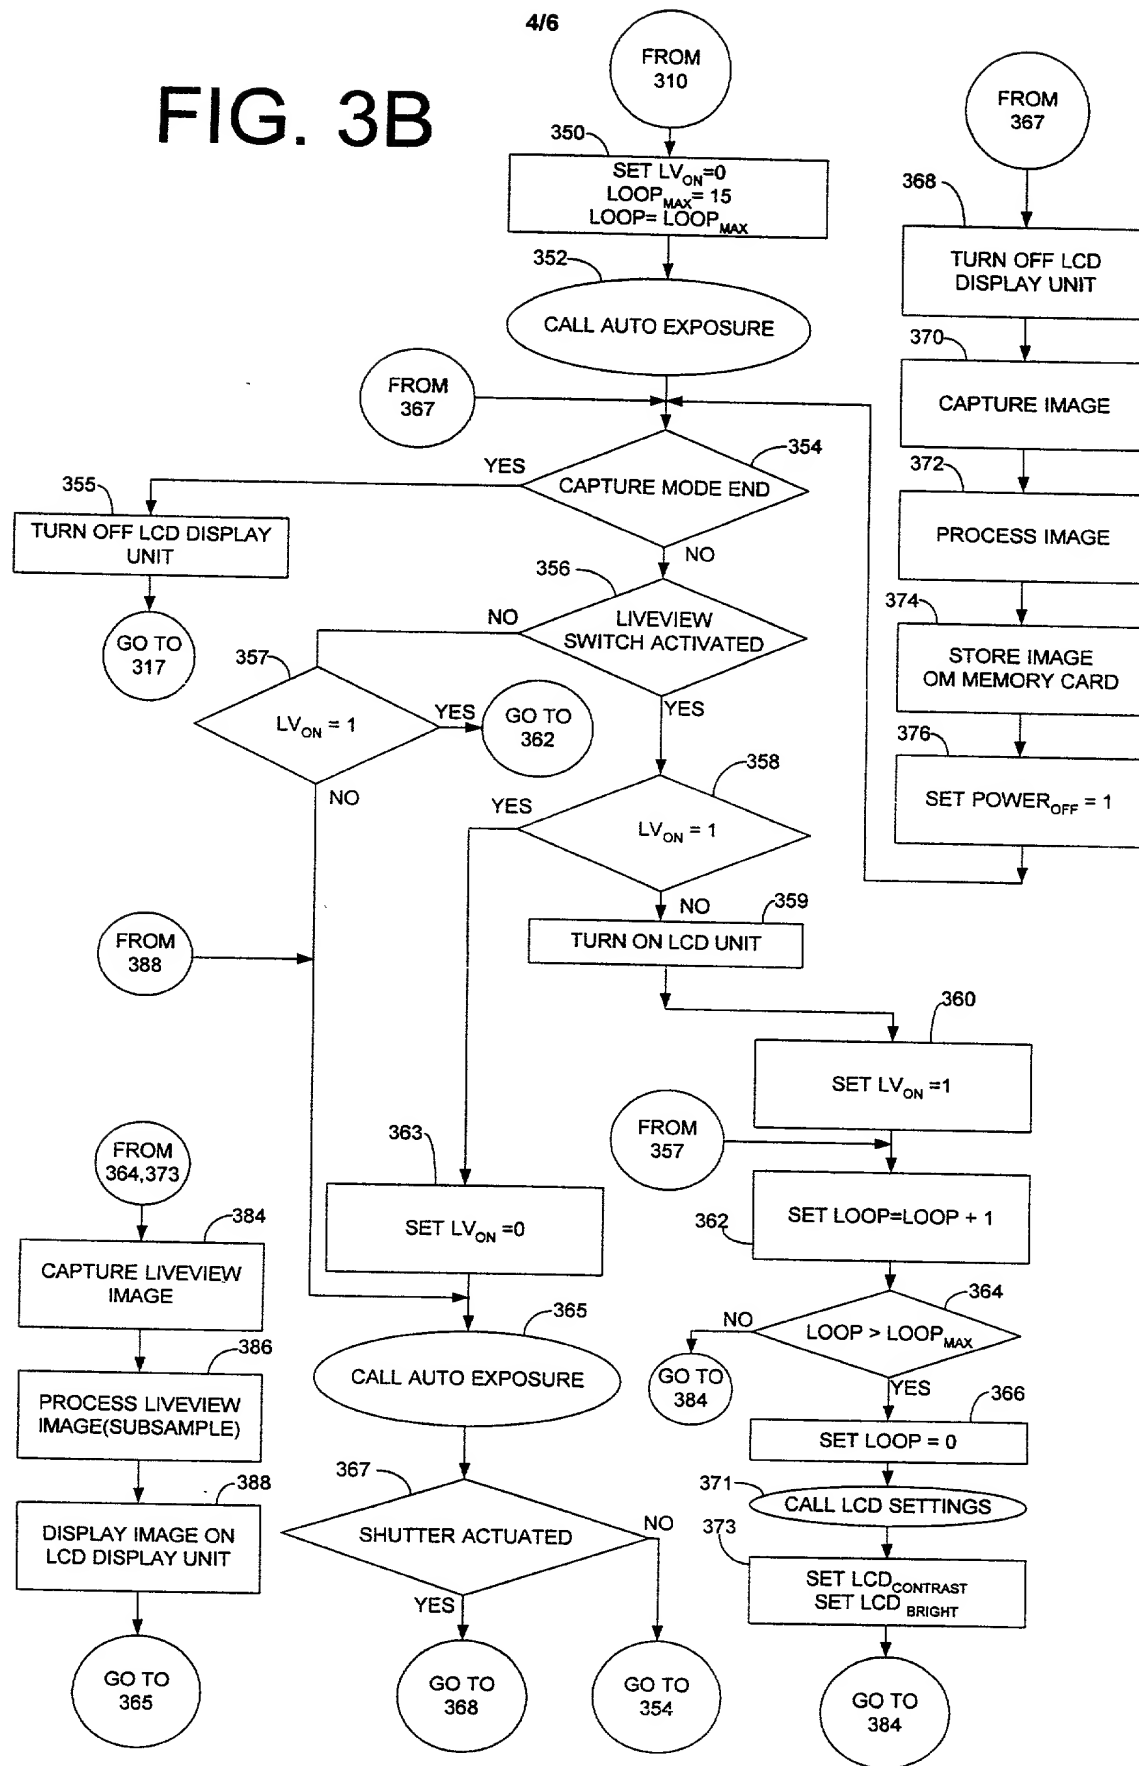 4/6
FIG. 3B
FROM
310
350
SET LVON=0
LOOPMAX= 15
LOOP= LOOPMAX
352
CALL AUTO EXPOSURE
FROM
367
354
CAPTURE MODE END
YES
NO
355
TURN OFF LCD DISPLAY
UNIT
GO TO
317
356
LIVEVIEW
SWITCH ACTIVATED
NO
YES
357
LVON = 1
YES
NO
GO TO
362
358
LVON = 1
YES
NO
359
TURN ON LCD UNIT
FROM
388
360
SET LVON =1
FROM
357
362
SET LOOP=LOOP + 1
364
LOOP > LOOPMAX
NO
YES
GO TO
384
366
SET LOOP = 0
371
CALL LCD SETTINGS
373
SET LCDCONTRAST
SET LCD BRIGHT
GO TO
384
363
SET LVON =0
365
CALL AUTO EXPOSURE
367
SHUTTER ACTUATED
NO
YES
GO TO
368
GO TO
354
FROM
364,373
384
CAPTURE LIVEVIEW
IMAGE
386
PROCESS LIVEVIEW
IMAGE(SUBSAMPLE)
388
DISPLAY IMAGE ON
LCD DISPLAY UNIT
GO TO
365
FROM
367
368
TURN OFF LCD
DISPLAY UNIT
370
CAPTURE IMAGE
372
PROCESS IMAGE
374
STORE IMAGE
OM MEMORY CARD
376
SET POWEROFF = 1